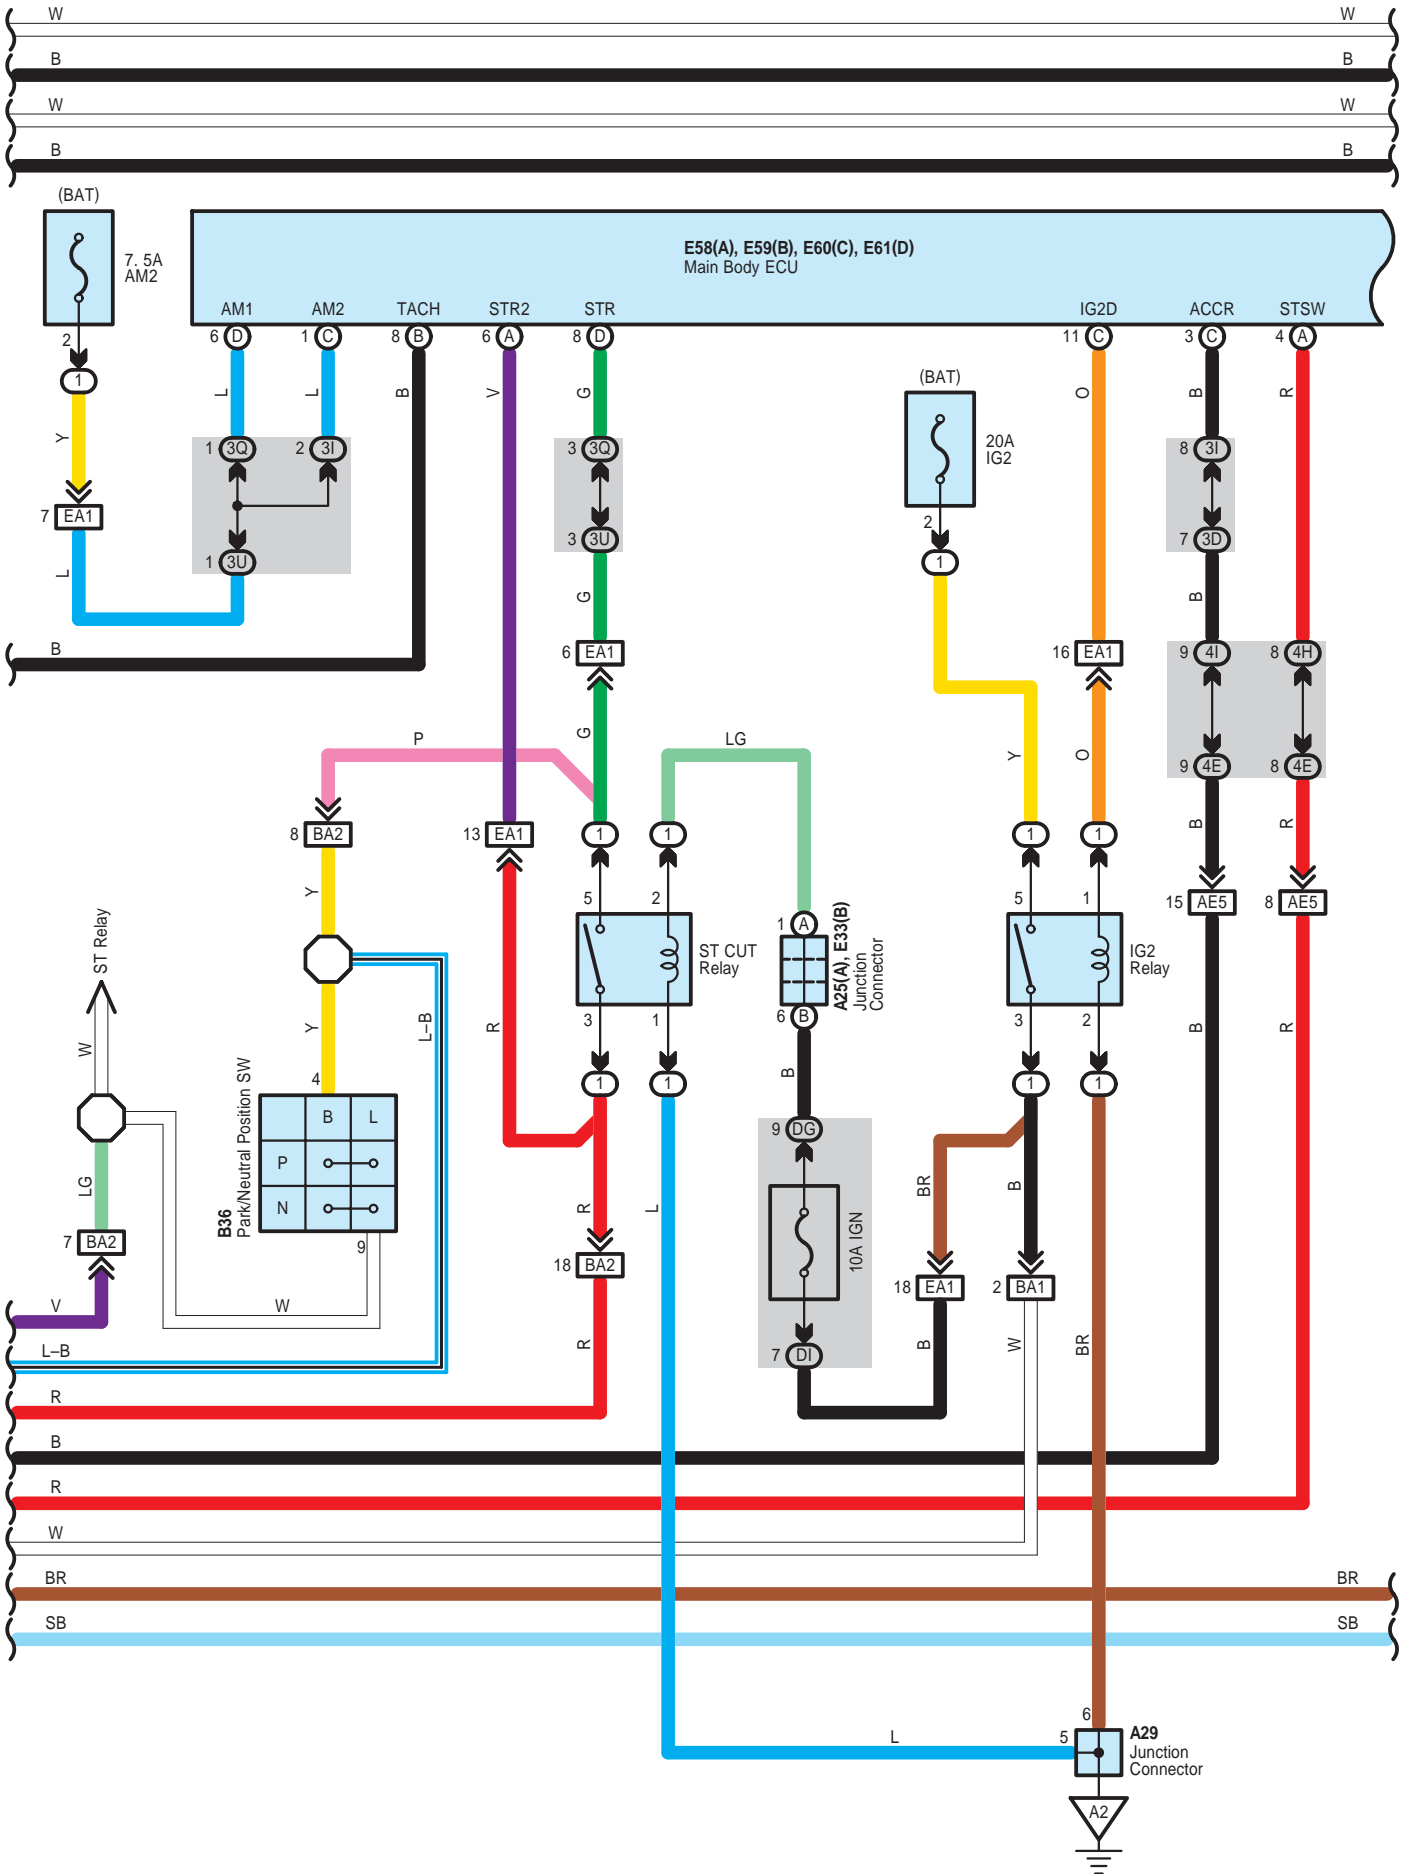 W W
B B
W W
B B
(BAT)
7. 5A
AM2
E58(A), E59(B), E60(C), E61(D)
Main Body ECU
AM1 AM2 TACH STR2 STR IG2D ACCR STSW
2 6 D 1 C 8 B 6 A 8 D 11 C 3 C 4 A
1
(BAT)
Y L L B V G O B R
20A
IG2
1 3Q 2 3I 3 3Q 8 3I
7 EA1
2
1 3U 3 3U 1 7 3D
L G B
B
6 EA1 16 EA1 9 4I 8 4H
P G LG Y O
9 4E 8 4E
8 BA2 13 EA1 1 1 1 1
B R
Y 5 2 5 1
15 AE5 8 AE5
1 A
ST Relay
ST CUT
Relay
A25(A), E33(B)
Junction
Connector
IG2
Relay
6 B
W Y L–B R 3 1 B 3 2 B R
4 1 1 1 1
B36
Park/Neutral Position SW
B L
P
N
9 DG
LG R L BR B
10A IGN
7 BA2 9
18 BA2
18 EA1 2 BA1
V W
L–B R 7 DI B W BR
R
B
R
W
BR BR
SB SB
6
L 5
A29
Junction
Connector
A2